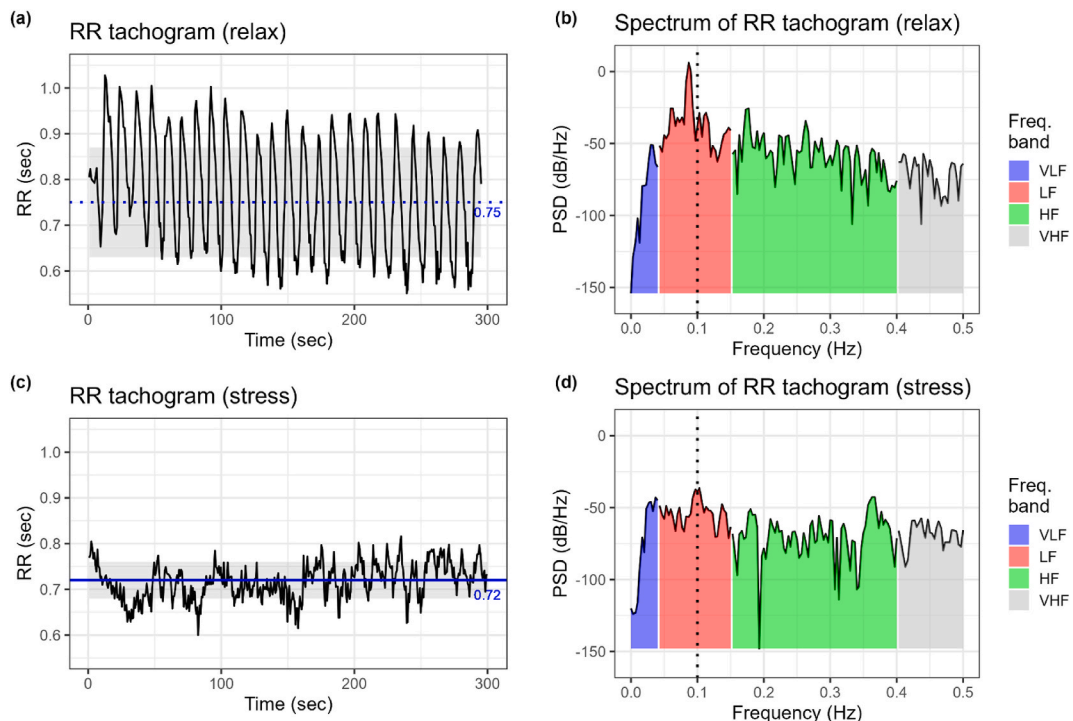 (a)
RR tachogram (relax)
1.0
0.9
0.8
0.7
0.6
RR (sec)
0.75
0
100
200
300
Time (sec)
(b)
Spectrum of RR tachogram (relax)
0
-50
-100
-150
PSD (dB/Hz)
0.0
0.1
0.2
0.3
0.4
0.5
Frequency (Hz)
Freq.
band
VLF
LF
HF
VHF
(c)
RR tachogram (stress)
1.0
0.9
0.8
0.7
0.6
RR (sec)
0.72
0
100
200
300
Time (sec)
(d)
Spectrum of RR tachogram (stress)
0
-50
-100
-150
PSD (dB/Hz)
0.0
0.1
0.2
0.3
0.4
0.5
Frequency (Hz)
Freq.
band
VLF
LF
HF
VHF